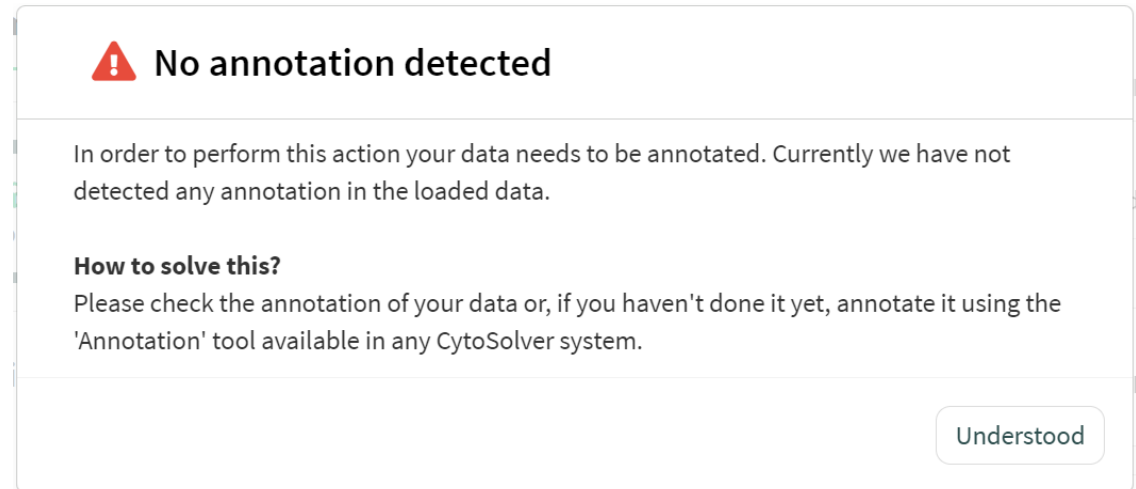 No annotation detected
In order to perform this action your data needs to be annotated. Currently we have not
detected any annotation in the loaded data.
How to solve this?
Please check the annotation of your data or, if you haven't done it yet, annotate it using the
'Annotation' tool available in any CytoSolver system.
Understood